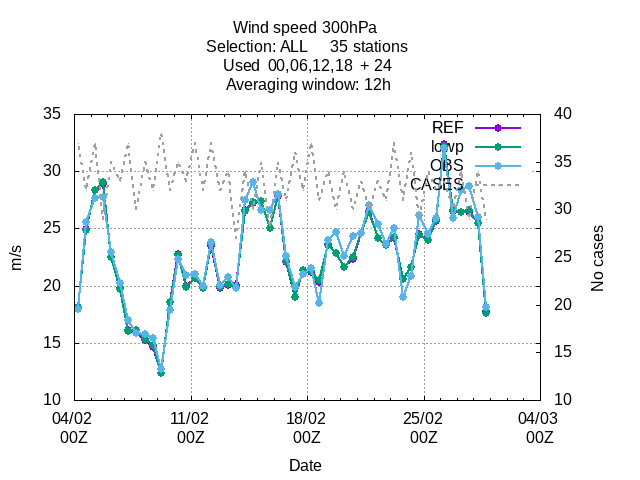 Wind speed 300hPa
Selection: ALL 35 stations
Used 00,06,12,18 + 24
Averaging window: 12h
35 40
REF
lowp
OBS
CASES
30 35
30
25
25
m/s
No cases
20
20
15
15
10 10
04/02 11/02 18/02 25/02 04/03
00Z 00Z 00Z 00Z 00Z
Date